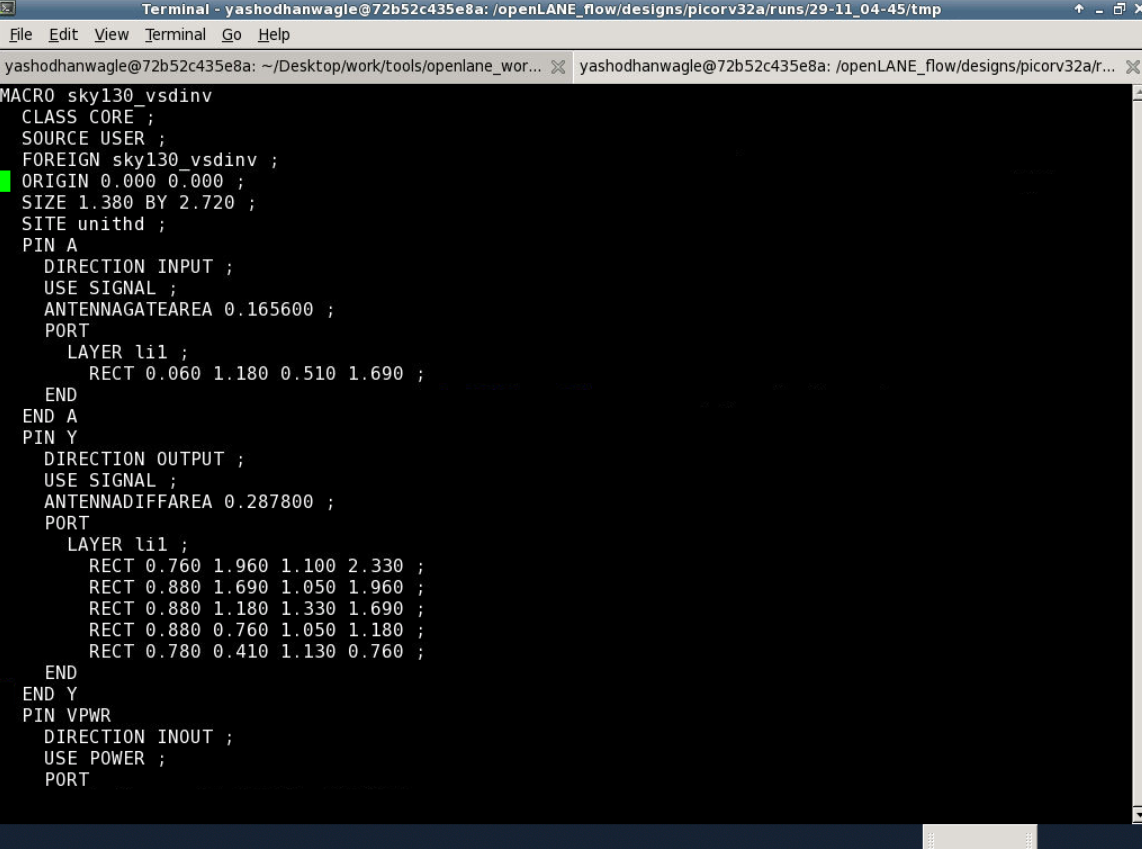 Terminal - yashodhanwagle@72b52c435e8a: /openLANE_flow/designs/picorv32a/runs/29-11_04-45/tmp
File Edit View Terminal Go Help
yashodhanwagle@72b52c435e8a: ~/Desktop/work/tools/openlane_wor... yashodhanwagle@72b52c435e8a: /openLANE_flow/designs/picorv32a/r...
MACRO sky130_vsdinv
  CLASS CORE ;
  SOURCE USER ;
  FOREIGN sky130_vsdinv ;
  ORIGIN 0.000 0.000 ;
  SIZE 1.380 BY 2.720 ;
  SITE unithd ;
  PIN A
    DIRECTION INPUT ;
    USE SIGNAL ;
    ANTENNAGATEAREA 0.165600 ;
    PORT
      LAYER li1 ;
        RECT 0.060 1.180 0.510 1.690 ;
    END
  END A
  PIN Y
    DIRECTION OUTPUT ;
    USE SIGNAL ;
    ANTENNADIFFAREA 0.287800 ;
    PORT
      LAYER li1 ;
        RECT 0.760 1.960 1.100 2.330 ;
        RECT 0.880 1.690 1.050 1.960 ;
        RECT 0.880 1.180 1.330 1.690 ;
        RECT 0.880 0.760 1.050 1.180 ;
        RECT 0.780 0.410 1.130 0.760 ;
    END
  END Y
  PIN VPWR
    DIRECTION INOUT ;
    USE POWER ;
    PORT